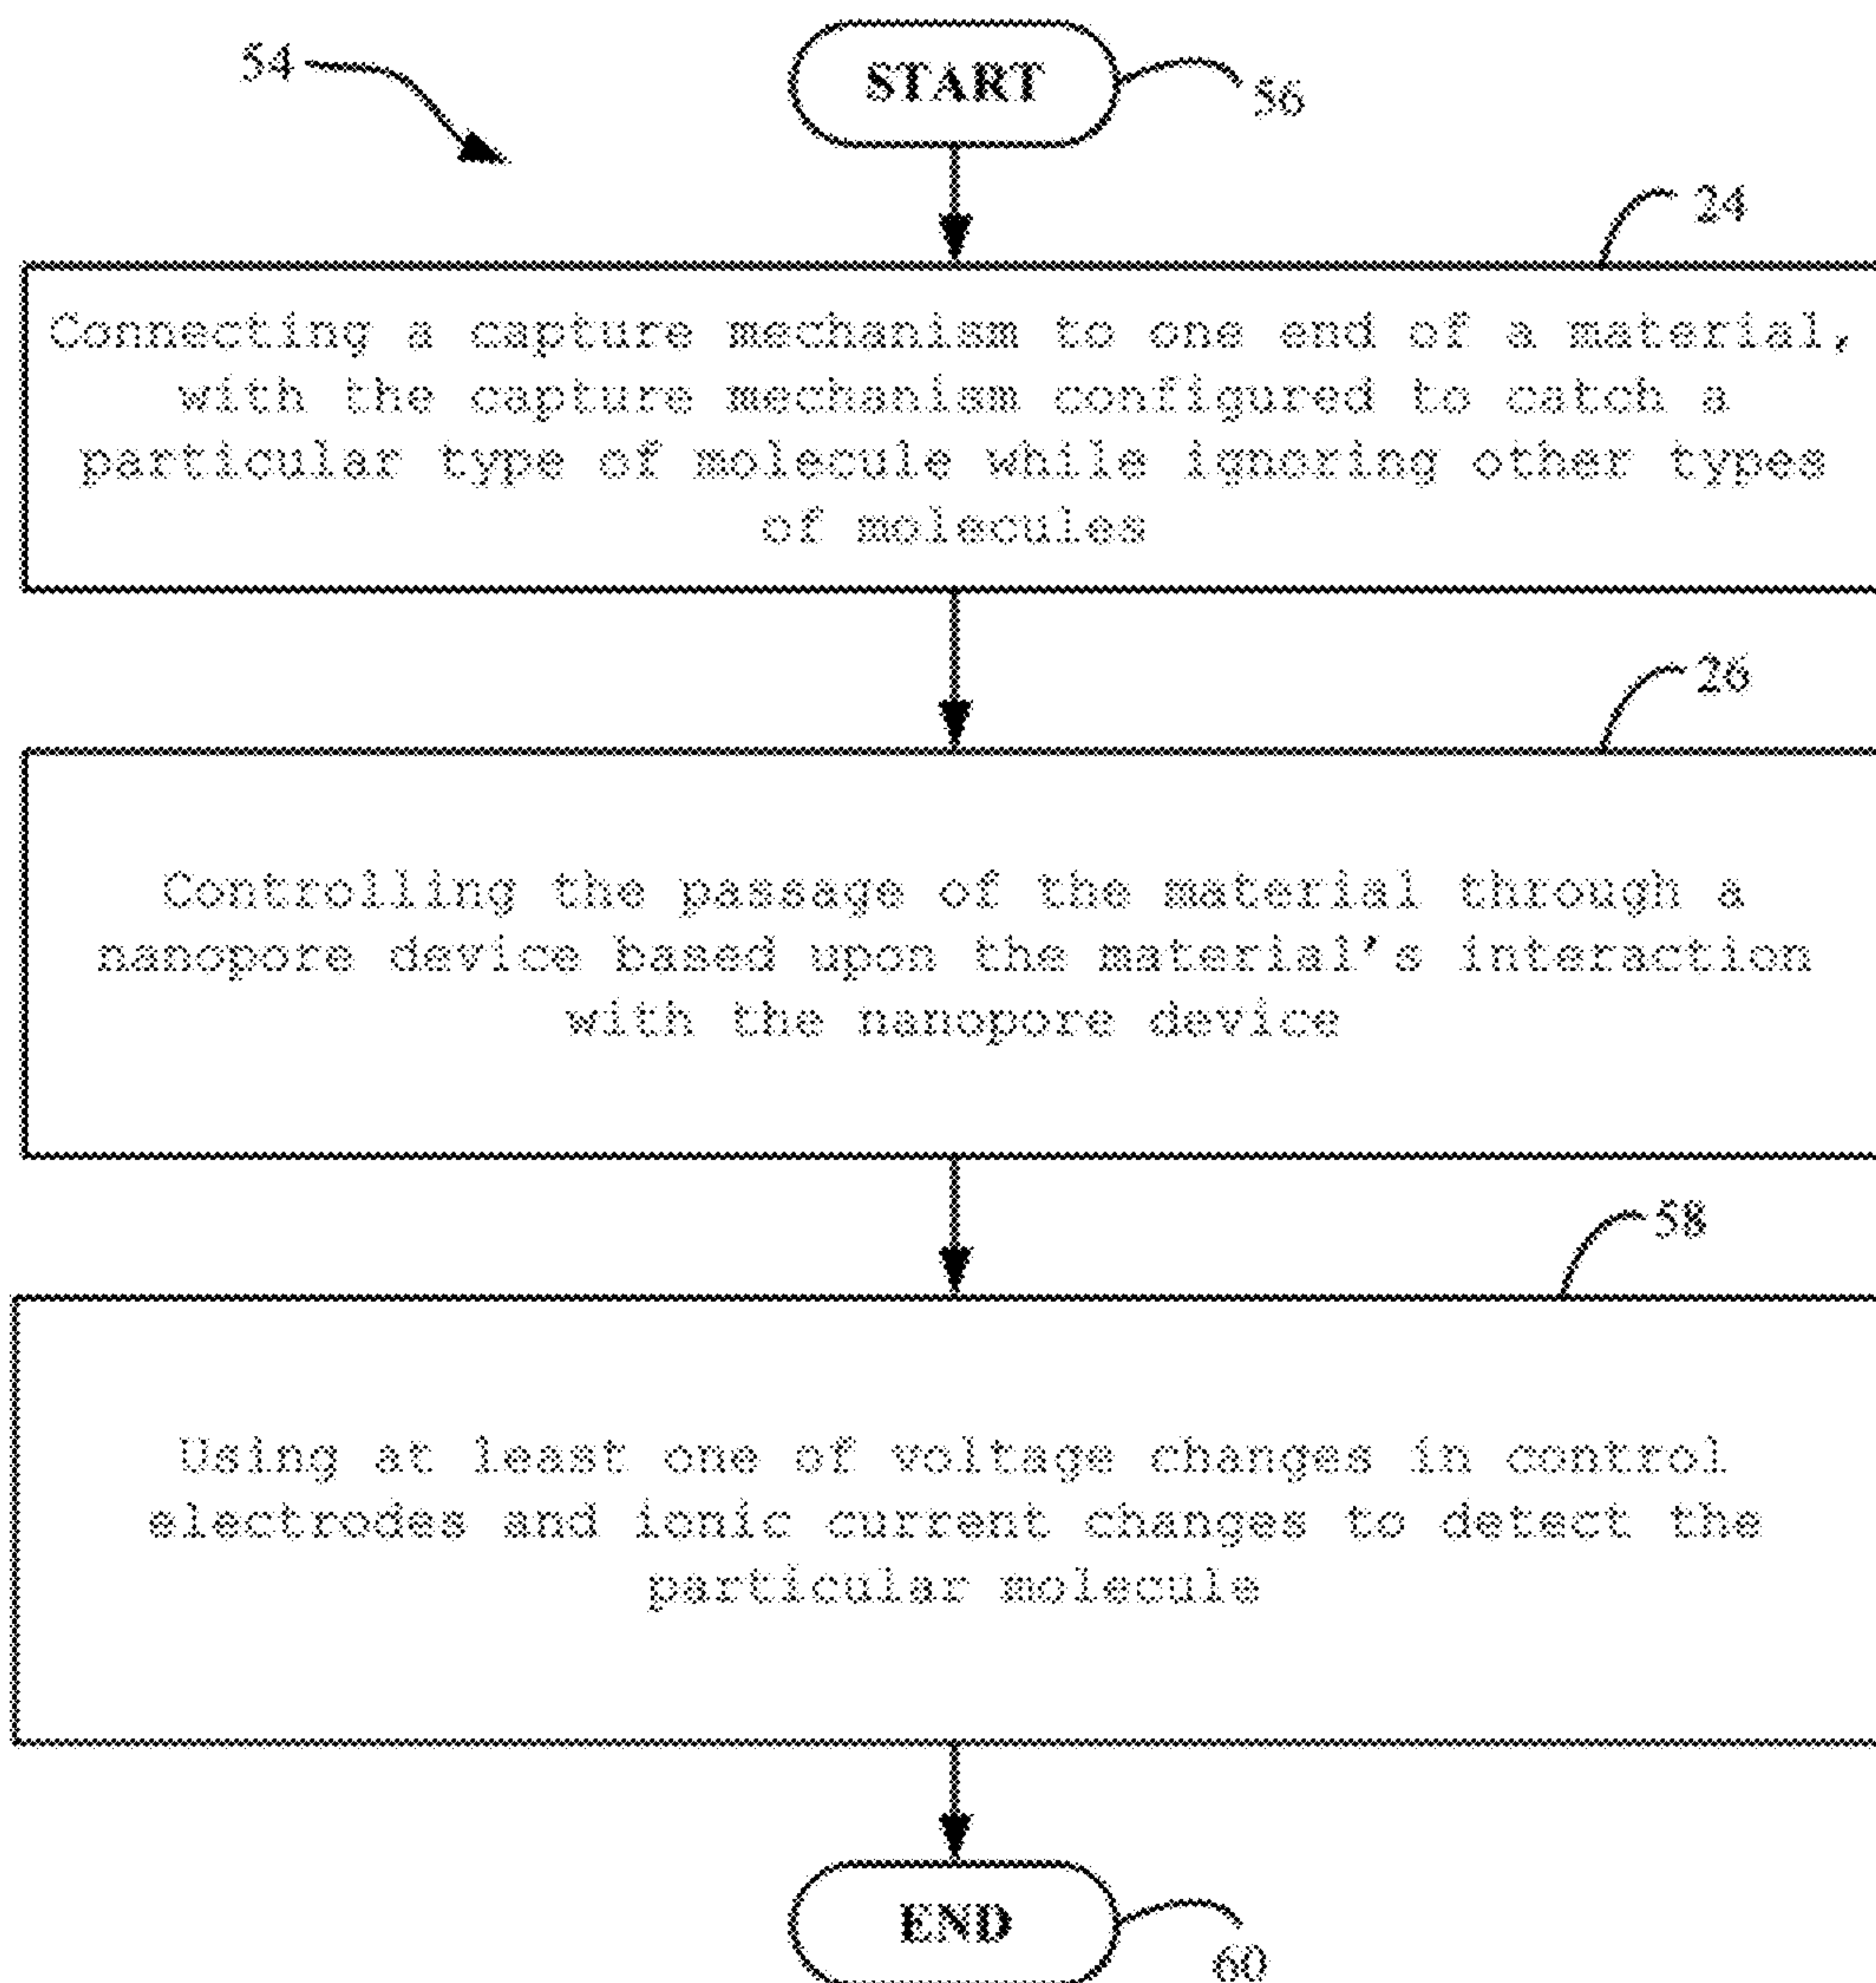 54
START
56
24
Connecting a capture mechanism to one end of a material,
with the capture mechanism configured to catch a
particular type of molecule while ignoring other types
of molecules
26
Controlling the passage of the material through a
nanopore device based upon the material's interaction
with the nanopore device
58
Using at least one of voltage changes in control
electrodes and ionic current changes to detect the
particular molecule
END
60